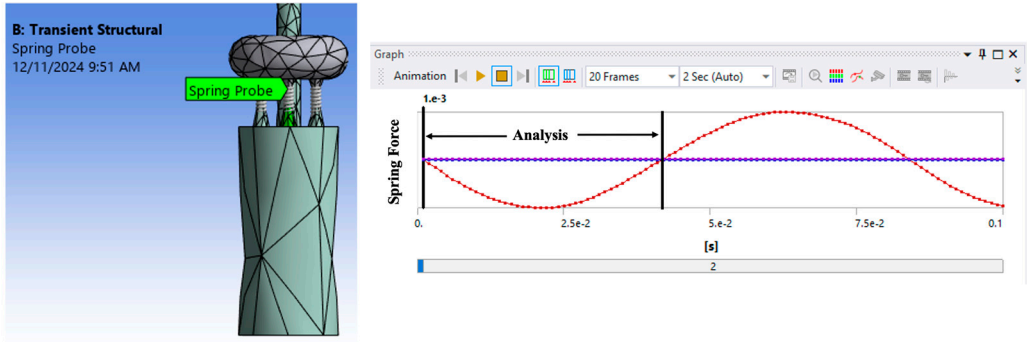 B: Transient Structural
Spring Probe
12/11/2024 9:51 AM
Spring Probe
Graph
Animation
20 Frames
2 Sec (Auto)
1.e-3
Analysis
Spring Force
0.
2.5e-2
5.e-2
7.5e-2
0.1
[s]
2